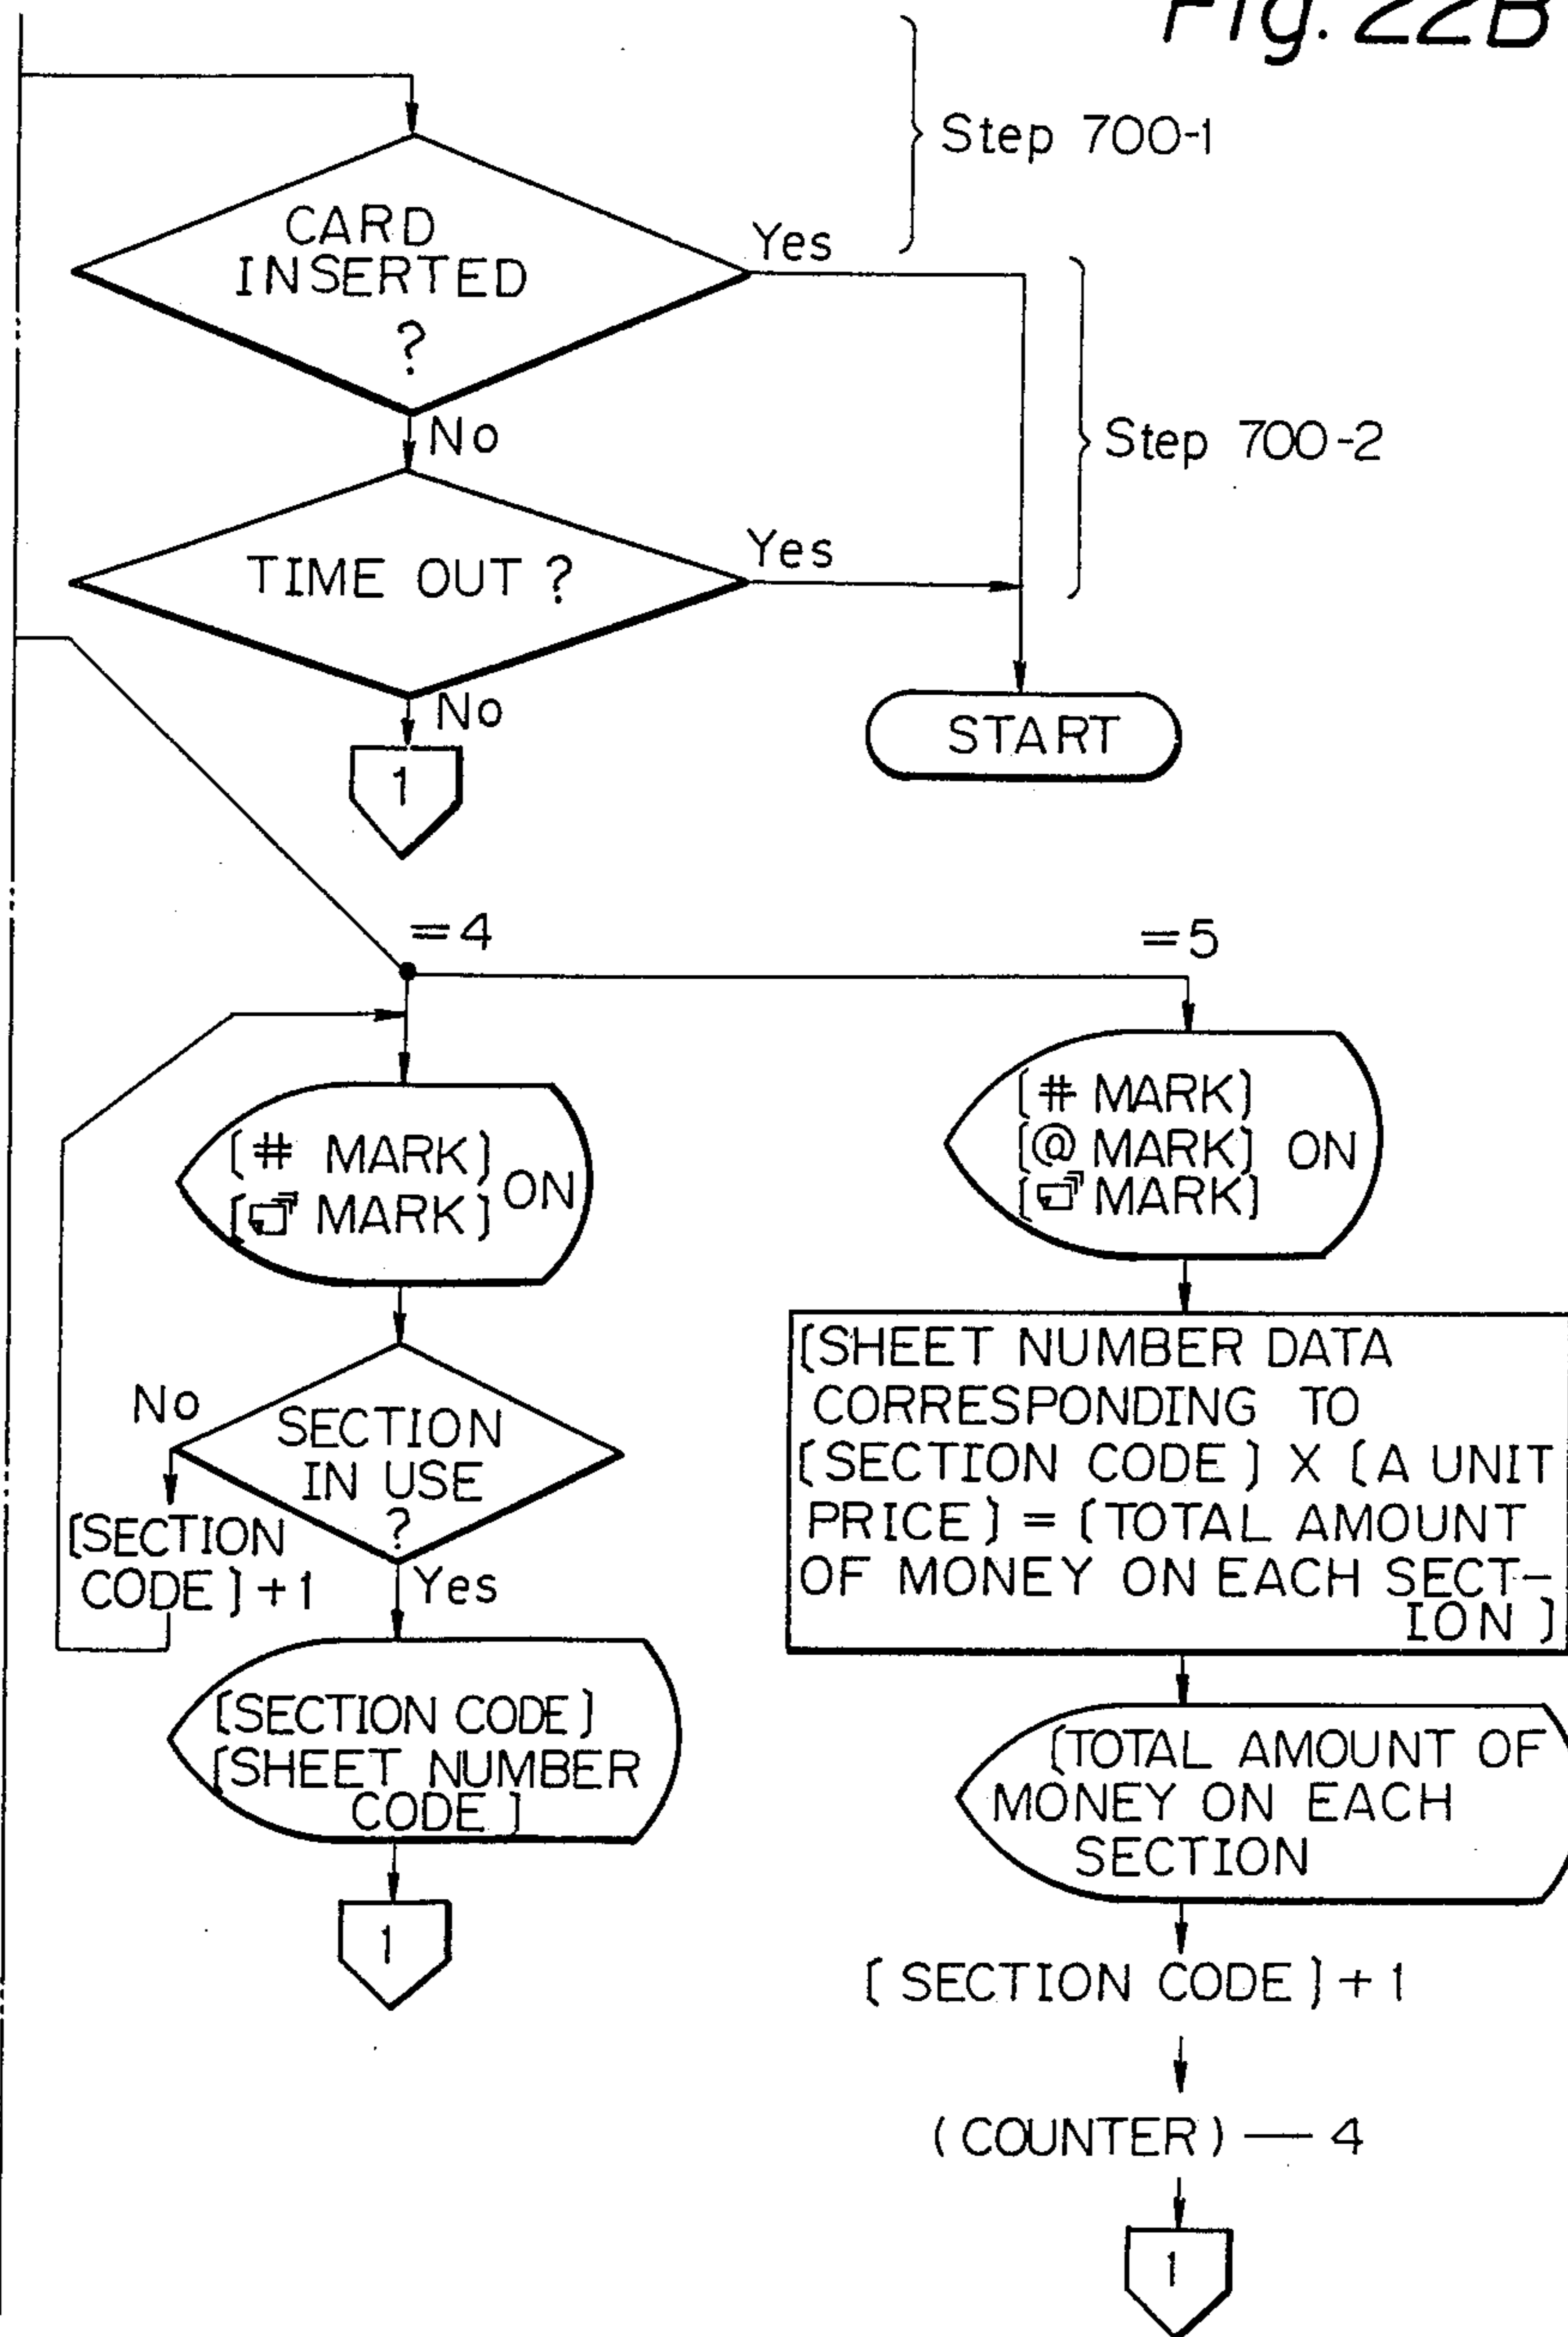 Fig. 22B
Step 700-1
CARD
INSERTED
?
Yes
No
Step 700-2
TIME OUT ?
Yes
No
START
1
=4
=5
[# MARK]
[ MARK] ON
[# MARK]
[@ MARK] ON
[ MARK]
SECTION
IN USE
?
No
[SECTION
CODE]+1
Yes
[SECTION CODE]
[SHEET NUMBER
CODE]
1
[SHEET NUMBER DATA
CORRESPONDING TO
[SECTION CODE] X [A UNIT
PRICE] = [TOTAL AMOUNT
OF MONEY ON EACH SECT-
ION]
[TOTAL AMOUNT OF
MONEY ON EACH
SECTION
[SECTION CODE]+1
(COUNTER) — 4
1